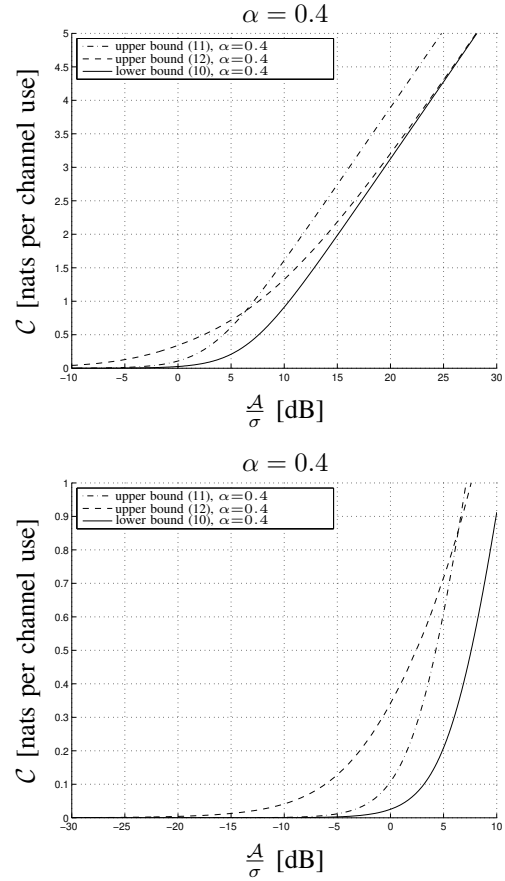 α = 0.4
5
4.5
4
3.5
3
2.5
2
1.5
1
0.5
0
C [nats per channel use]
upper bound (11), α=0.4
upper bound (12), α=0.4
lower bound (10), α=0.4
−10 −5 0 5 10 15 20 25 30
A/σ [dB]
α = 0.4
1
0.9
0.8
0.7
0.6
0.5
0.4
0.3
0.2
0.1
0
C [nats per channel use]
upper bound (11), α=0.4
upper bound (12), α=0.4
lower bound (10), α=0.4
−30 −25 −20 −15 −10 −5 0 5 10
A/σ [dB]